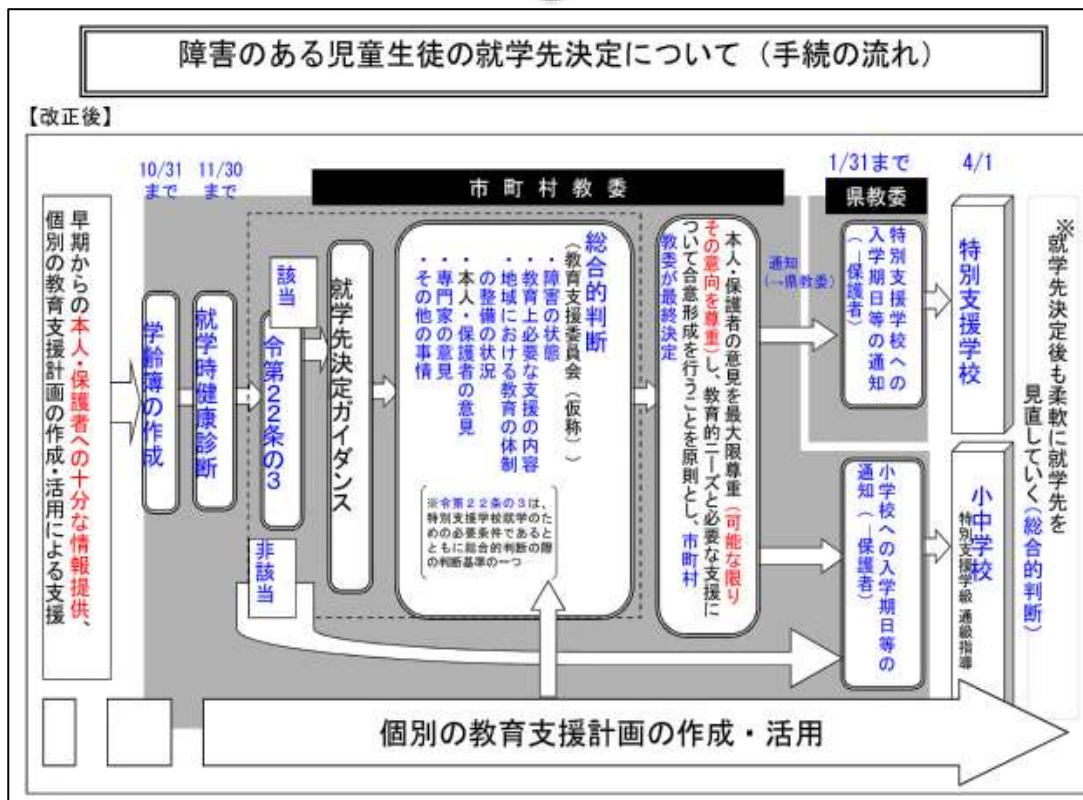 障害のある児童生徒の就学先決定について（手続の流れ）
【改正後】
早期からの本人・保護者への十分な情報提供、
個別の教育支援計画の作成・活用による支援
10/31
まで
学齢簿の作成
11/30
まで
就学時健康診断
市町村教委
該当
令第22条の3
非該当
就学先決定ガイダンス
総合的判断
（教育支援委員会（仮称））
・障害の状態
・教育上必要な支援の内容
・地域における教育の体制
の整備の状況
・本人・保護者の意見
・専門家の意見
・その他の事情
※令第２２条の３は、
特別支援学校就学のた
めの必要条件であると
ともに総合的判断の際
の判断基準の一つ
本人・保護者の意見を最大限尊重（可能な限り
その意向を尊重）し、教育的ニーズと必要な支援に
ついて合意形成を行うことを原則とし、市町村
教委が最終決定
通知
(→県教委)
1/31まで
県教委
特別支援学校への
入学期日等の通知
（―保護者）
小学校への入学期日等の
通知（―保護者）
4/1
特別支援学校
小中学校
特別支援学級 通級指導
※
就学先決定後も柔軟に就学先を
見直していく（総合的判断）
個別の教育支援計画の作成・活用